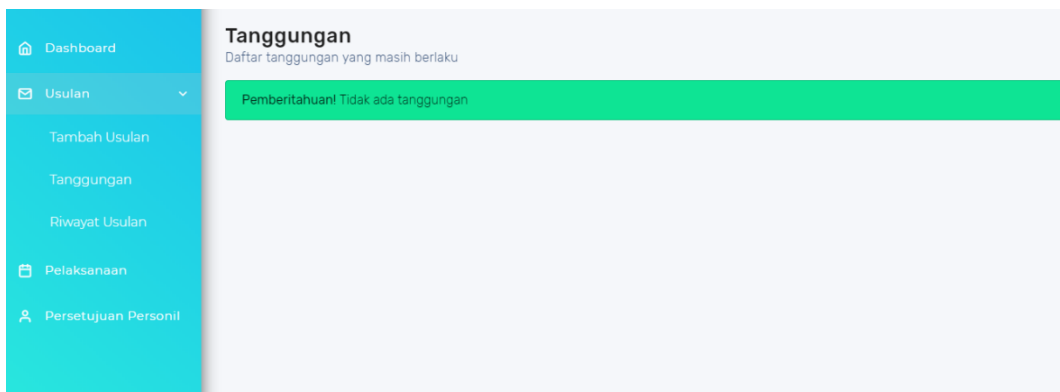 Dashboard
Usulan
Tambah Usulan
Tanggungan
Riwayat Usulan
Pelaksanaan
Persetujuan Personil
Tanggungan
Daftar tanggungan yang masih berlaku
Pemberitahuan! Tidak ada tanggungan